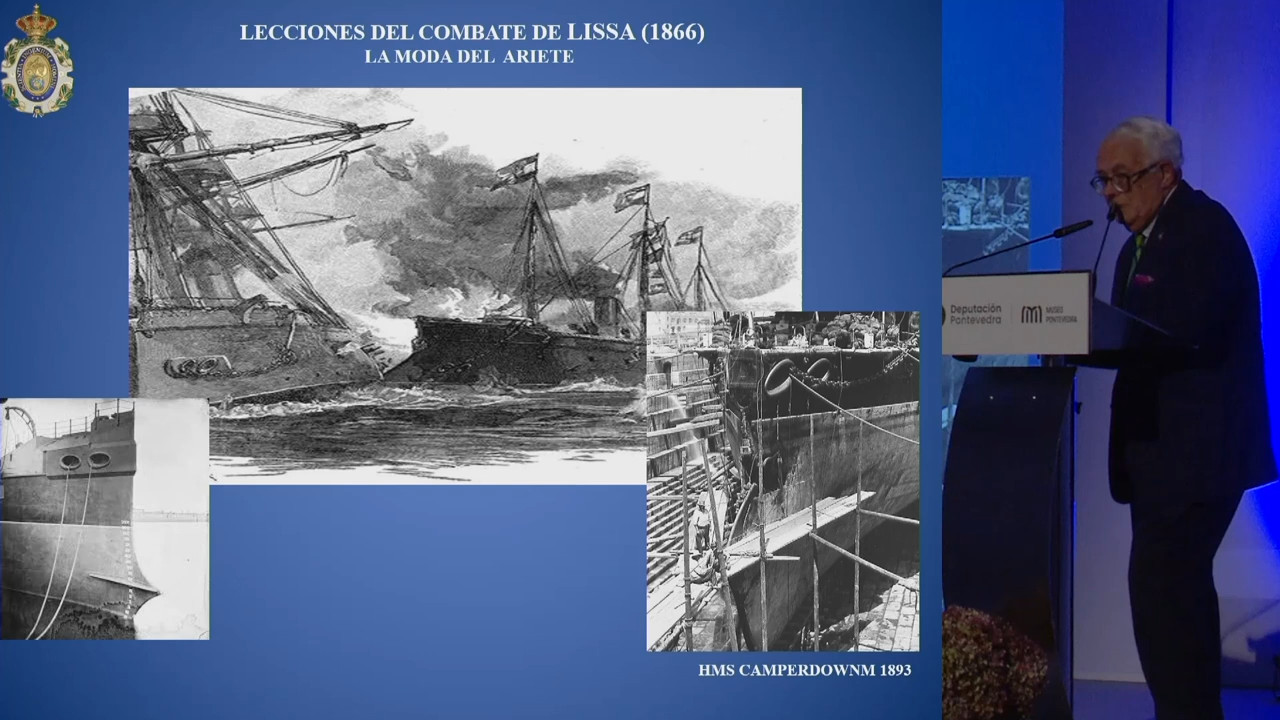 LECCIONES DEL COMBATE DE LISSA (1866)
LA MODA DEL ARIETE
HMS CAMPERDOWNM 1893
Deputación
Pontevedra
MUSEO
PONTEVEDRA